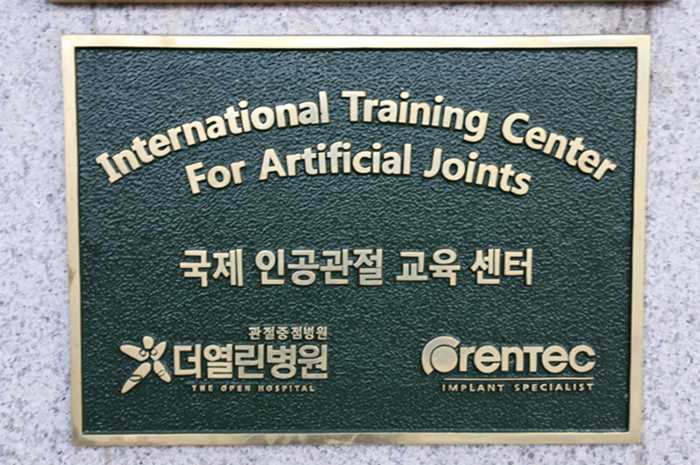 International Training Center
For Artificial Joints
국제 인공관절 교육 센터
관절중점병원
더열린병원
THE OPEN HOSPITAL
CorenTec
IMPLANT SPECIALIST